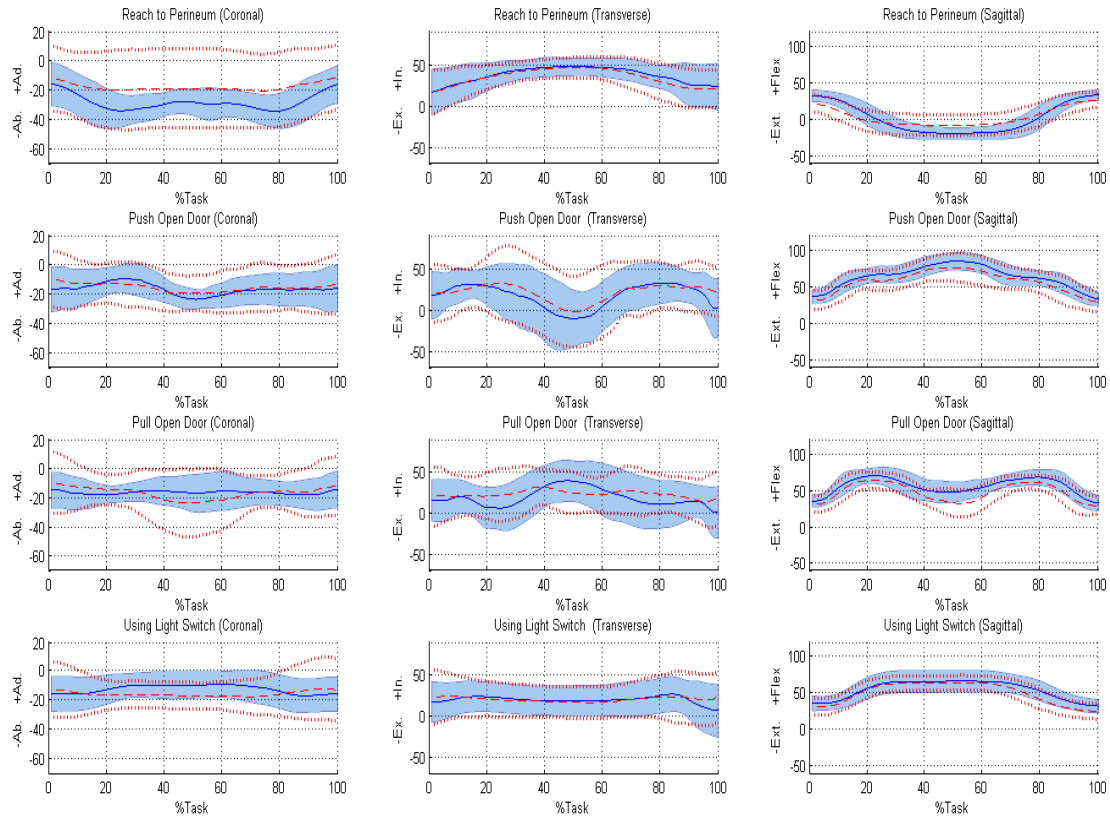 Reach to Perineum (Coronal)
20
0
-20
-40
-60
-Ab. +Ad.
0 20 40 60 80 100
%Task
Reach to Perineum (Transverse)
50
0
-50
-Ex. +In.
0 20 40 60 80 100
%Task
Reach to Perineum (Sagittal)
100
50
0
-50
-Ext. +Flex
0 20 40 60 80 100
%Task
Push Open Door (Coronal)
20
0
-20
-40
-60
-Ab. +Ad.
0 20 40 60 80 100
%Task
Push Open Door (Transverse)
50
0
-50
-Ex. +In.
0 20 40 60 80 100
%Task
Push Open Door (Sagittal)
100
50
0
-50
-Ext. +Flex
0 20 40 60 80 100
%Task
Pull Open Door (Coronal)
20
0
-20
-40
-60
-Ab. +Ad.
0 20 40 60 80 100
%Task
Pull Open Door (Transverse)
50
0
-50
-Ex. +In.
0 20 40 60 80 100
%Task
Pull Open Door (Sagittal)
100
50
0
-50
-Ext. +Flex
0 20 40 60 80 100
%Task
Using Light Switch (Coronal)
20
0
-20
-40
-60
-Ab. +Ad.
0 20 40 60 80 100
%Task
Using Light Switch (Transverse)
50
0
-50
-Ex. +In.
0 20 40 60 80 100
%Task
Using Light Switch (Sagittal)
100
50
0
-50
-Ext. +Flex
0 20 40 60 80 100
%Task